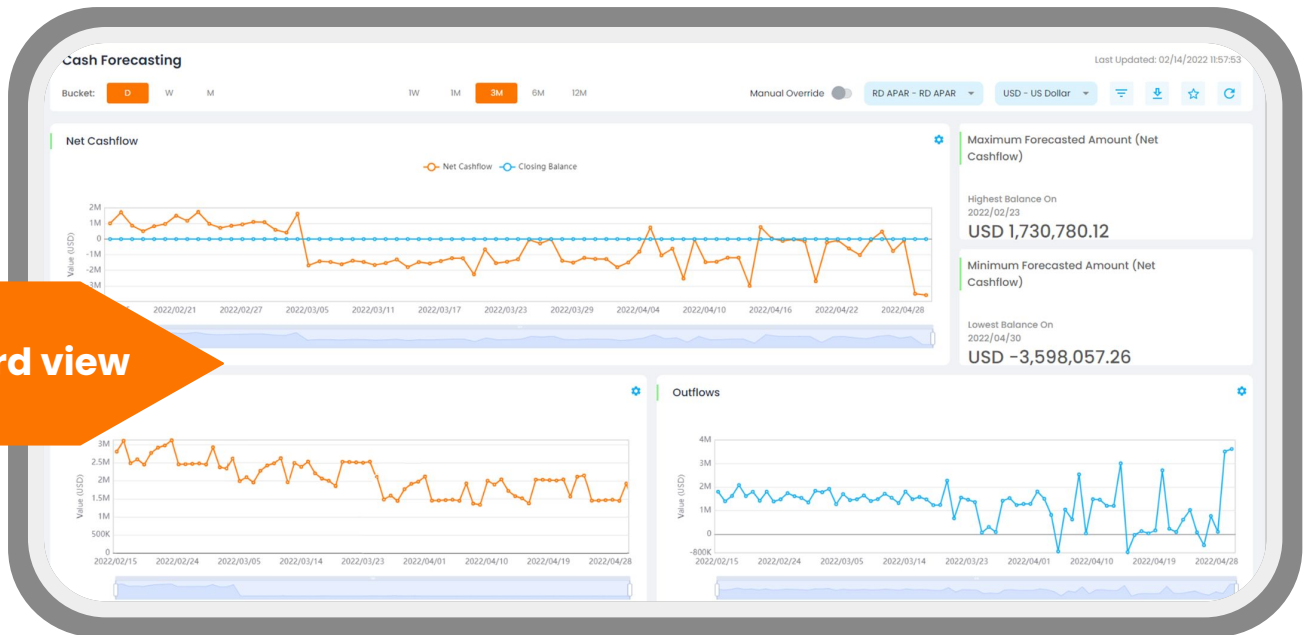 Cash Forecasting
Last Updated: 02/14/2022 11:57:53
Bucket: D W M 1W 1M 3M 6M 12M Manual Override RD APAR - RD APAR USD - US Dollar
Net Cashflow
Net Cashflow Closing Balance
Value (USD)
2M
1M
0
-1M
-2M
-3M
2022/02/21 2022/02/27 2022/03/05 2022/03/11 2022/03/17 2022/03/23 2022/03/29 2022/04/04 2022/04/10 2022/04/16 2022/04/22 2022/04/28
Maximum Forecasted Amount (Net
Cashflow)
Highest Balance On
2022/02/23
USD 1,730,780.12
Minimum Forecasted Amount (Net
Cashflow)
Lowest Balance On
2022/04/30
USD -3,598,057.26
rd view
Value (USD)
3M
2.5M
2M
1.5M
1M
500K
0
2022/02/15 2022/02/24 2022/03/05 2022/03/14 2022/03/23 2022/04/01 2022/04/10 2022/04/19 2022/04/28
Outflows
Value (USD)
4M
3M
2M
1M
0
-800K
2022/02/15 2022/02/24 2022/03/05 2022/03/14 2022/03/23 2022/04/01 2022/04/10 2022/04/19 2022/04/28